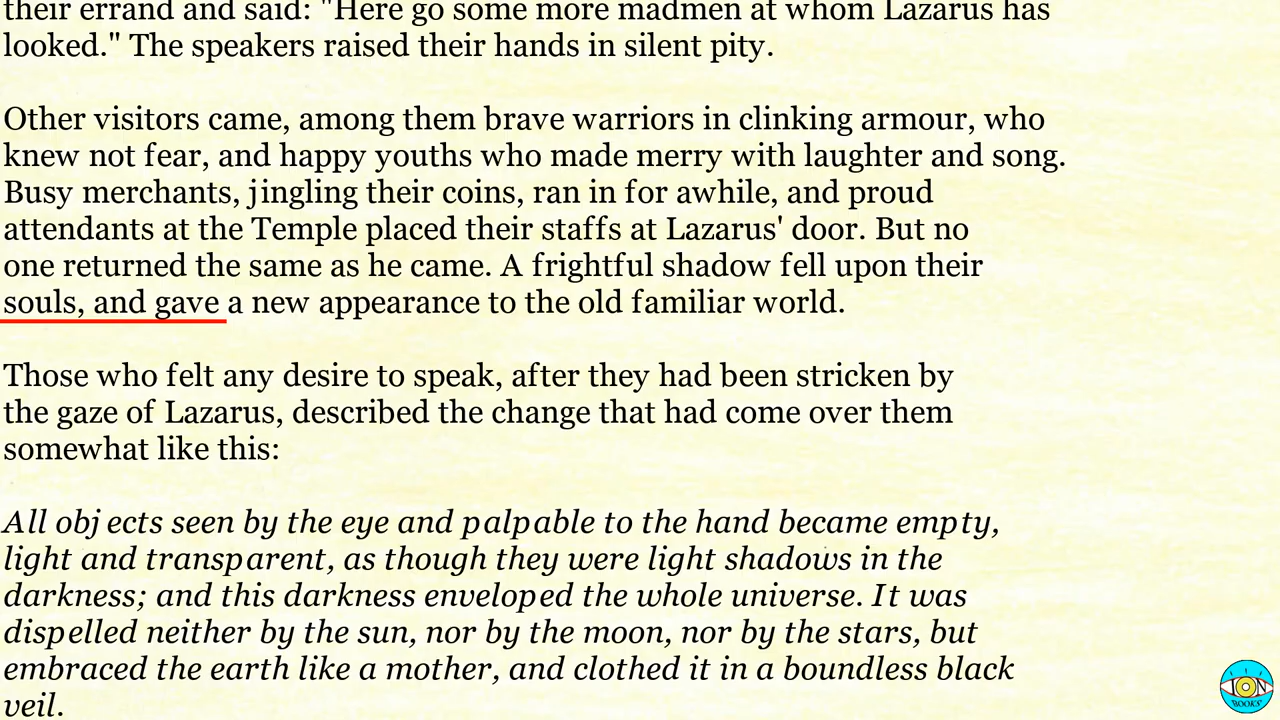 their errand and said: "Here go some more madmen at whom Lazarus has
looked." The speakers raised their hands in silent pity.
Other visitors came, among them brave warriors in clinking armour, who
knew not fear, and happy youths who made merry with laughter and song.
Busy merchants, jingling their coins, ran in for awhile, and proud
attendants at the Temple placed their staffs at Lazarus' door. But no
one returned the same as he came. A frightful shadow fell upon their
souls, and gave a new appearance to the old familiar world.
Those who felt any desire to speak, after they had been stricken by
the gaze of Lazarus, described the change that had come over them
somewhat like this:
All objects seen by the eye and palpable to the hand became empty,
light and transparent, as though they were light shadows in the
darkness; and this darkness enveloped the whole universe. It was
dispelled neither by the sun, nor by the moon, nor by the stars, but
embraced the earth like a mother, and clothed it in a boundless black
veil.
ION
BOOKS